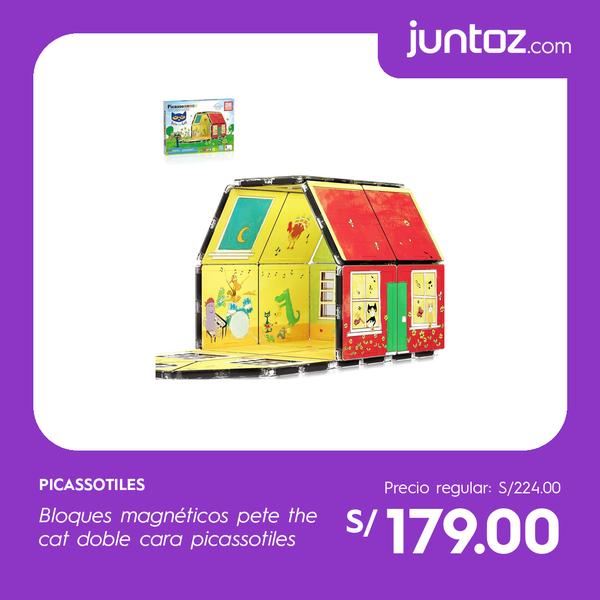 juntoz.com
PICASSOTILES
Bloques magnéticos pete the
cat doble cara picassotiles
Precio regular: S/224.00
S/179.00